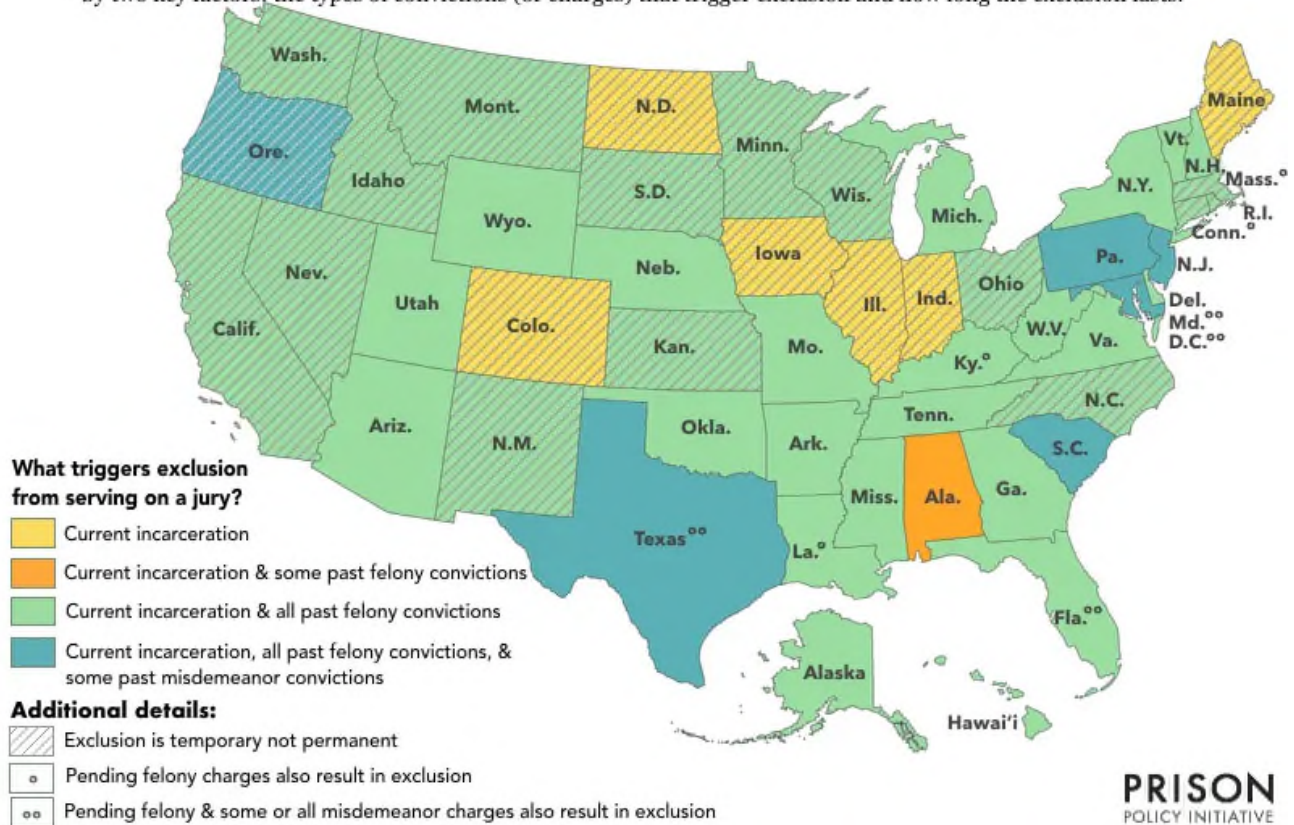 by two key factors: the types of convictions (or charges) that trigger exclusion and how long the exclusion lasts.
Wash.
Mont.
N.D.
Minn.
Maine
Ore.
Idaho
S.D.
Wis.
Vt.
N.H.
Mass.°
N.Y.
Mich.
Wyo.
R.I.
Conn.°
Iowa
Pa.
Neb.
N.J.
Nev.
Ohio
Utah
Ill.
Ind.
Del.
Calif.
Colo.
Md.°°
W.V.
D.C.°°
Kan.
Mo.
Va.
Ky.°
N.C.
Tenn.
Ariz.
Okla.
N.M.
Ark.
S.C.
Miss.
Ala.
Ga.
Texas°°
La.°
Fla.°°
Alaska
Hawai'i
What triggers exclusion
from serving on a jury?
Current incarceration
Current incarceration & some past felony convictions
Current incarceration & all past felony convictions
Current incarceration, all past felony convictions, &
some past misdemeanor convictions
Additional details:
Exclusion is temporary not permanent
° Pending felony charges also result in exclusion
°° Pending felony & some or all misdemeanor charges also result in exclusion
PRISON
POLICY INITIATIVE